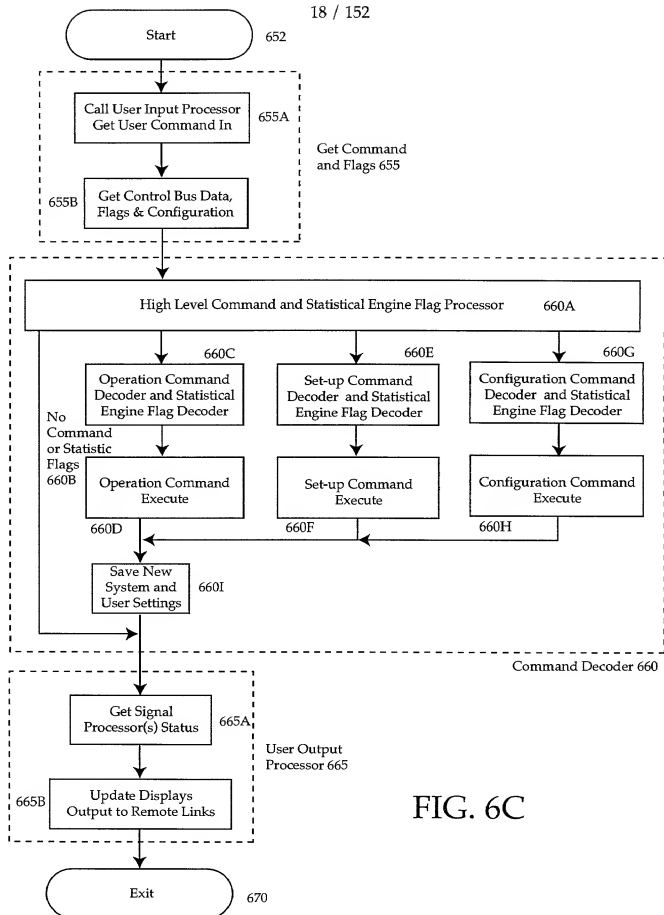 18 / 152
Start
652
Call User Input Processor
Get User Command In
655A
Get Command
and Flags 655
655B
Get Control Bus Data,
Flags & Configuration
High Level Command and Statistical Engine Flag Processor
660A
660C
660E
660G
Operation Command
Decoder and Statistical
Engine Flag Decoder
Set-up Command
Decoder and Statistical
Engine Flag Decoder
Configuration Command
Decoder and Statistical
Engine Flag Decoder
No
Command
or Statistic
Flags
660B
Operation Command
Execute
Set-up Command
Execute
Configuration Command
Execute
660D
660F
660H
Save New
System and
User Settings
660I
Command Decoder 660
Get Signal
Processor(s) Status
665A
User Output
Processor 665
665B
Update Displays
Output to Remote Links
FIG. 6C
Exit
670